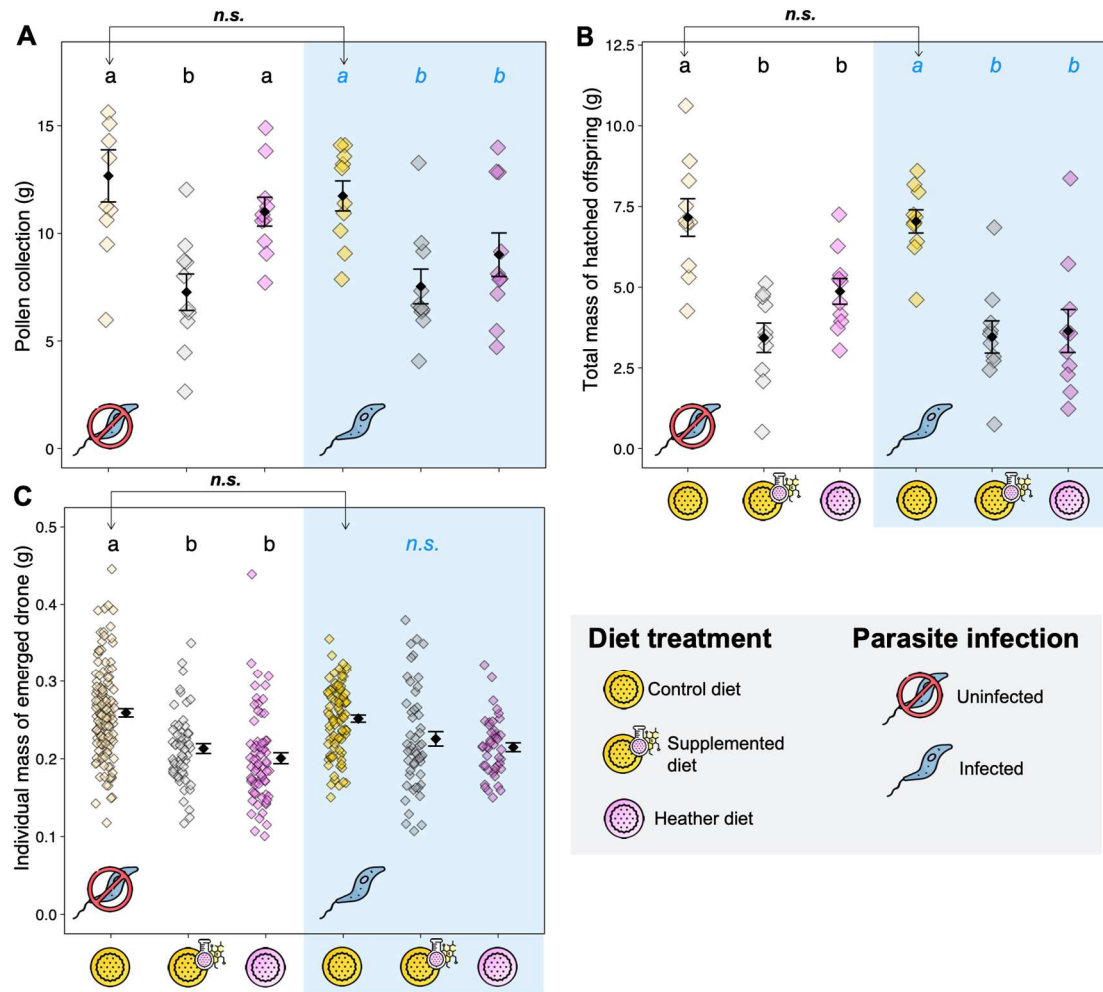 A
n.s.
a b a a b b
Pollen collection (g)
15
10
5
0
B
n.s.
a b b a b b
Total mass of hatched offspring (g)
12.5
10.0
7.5
5.0
2.5
0.0
C
n.s.
a b b n.s.
Individual mass of emerged drone (g)
0.5
0.4
0.3
0.2
0.1
0.0
Diet treatment
Control diet
Supplemented
diet
Heather diet
Parasite infection
Uninfected
Infected